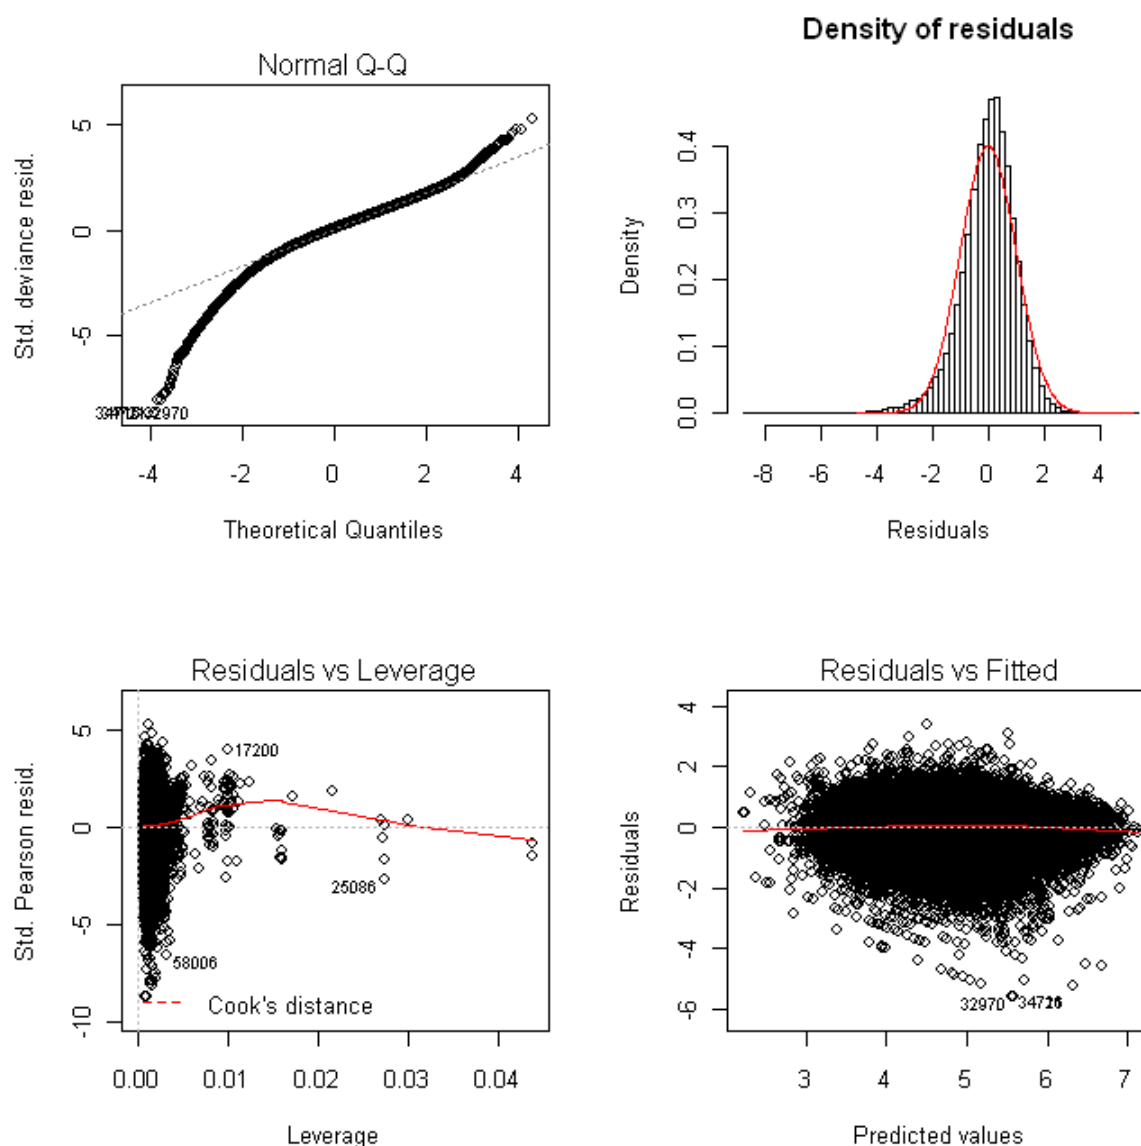 Normal Q-Q
Std. deviance resid.
5
0
-5
32970
-4 -2 0 2 4
Theoretical Quantiles
Density of residuals
Density
0.4
0.3
0.2
0.1
0.0
-8 -6 -4 -2 0 2 4
Residuals
Residuals vs Leverage
Std. Pearson resid.
5
0
-5
-10
17200
25086
58006
Cook's distance
0.00 0.01 0.02 0.03 0.04
Leverage
Residuals vs Fitted
Residuals
4
2
0
-2
-4
-6
32970
3 4 5 6 7
Predicted values